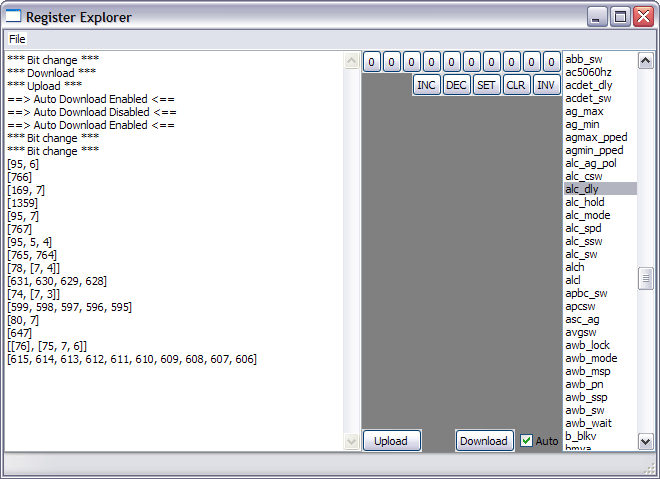 Register Explorer
File
*** Bit change ***
*** Download ***
*** Upload ***
==> Auto Download Enabled <==
==> Auto Download Disabled <==
==> Auto Download Enabled <==
*** Bit change ***
*** Bit change ***
[95, 6]
[766]
[169, 7]
[1359]
[95, 7]
[767]
[95, 5, 4]
[765, 764]
[78, [7, 4]]
[631, 630, 629, 628]
[74, [7, 3]]
[599, 598, 597, 596, 595]
[80, 7]
[647]
[[76], [75, 7, 6]]
[615, 614, 613, 612, 611, 610, 609, 608, 607, 606]
0 0 0 0 0 0 0 0 0 0
INC DEC SET CLR INV
Upload Download Auto
abb_sw
ac5060hz
acdet_dly
acdet_sw
ag_max
ag_min
agmax_pped
agmin_pped
alc_ag_pol
alc_csw
alc_dly
alc_hold
alc_mode
alc_spd
alc_ssw
alc_sw
alch
alcl
apbc_sw
apcsw
asc_ag
avgsw
awb_lock
awb_mode
awb_msp
awb_pn
awb_ssp
awb_sw
awb_wait
b_blkv